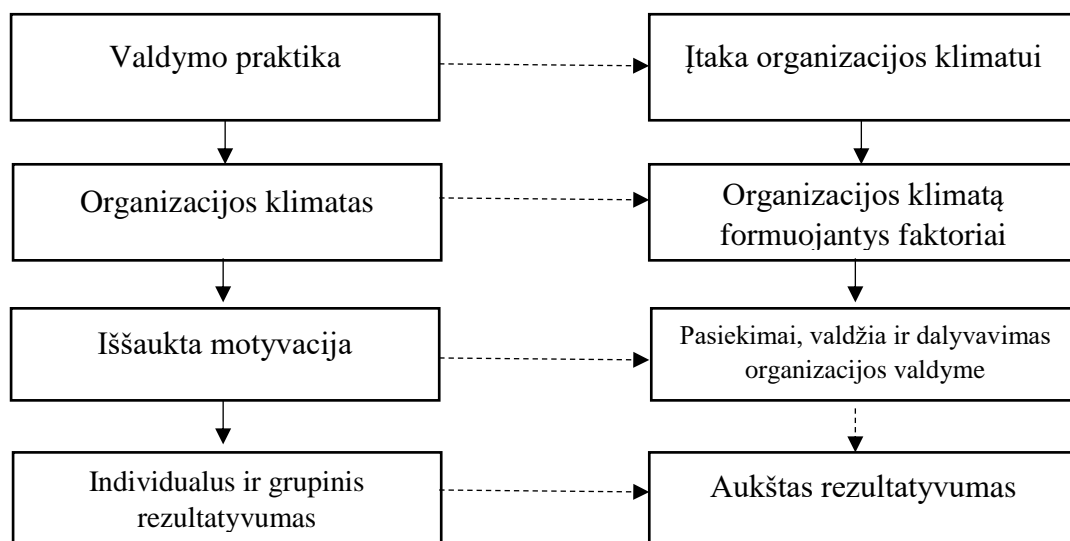 Valdymo praktika
Įtaka organizacijos klimatui
Organizacijos klimatas
Organizacijos klimatą
formuojantys faktoriai
Iššaukta motyvacija
Pasiekimai, valdžia ir dalyvavimas
organizacijos valdyme
Individualus ir grupinis
rezultatyvumas
Aukštas rezultatyvumas